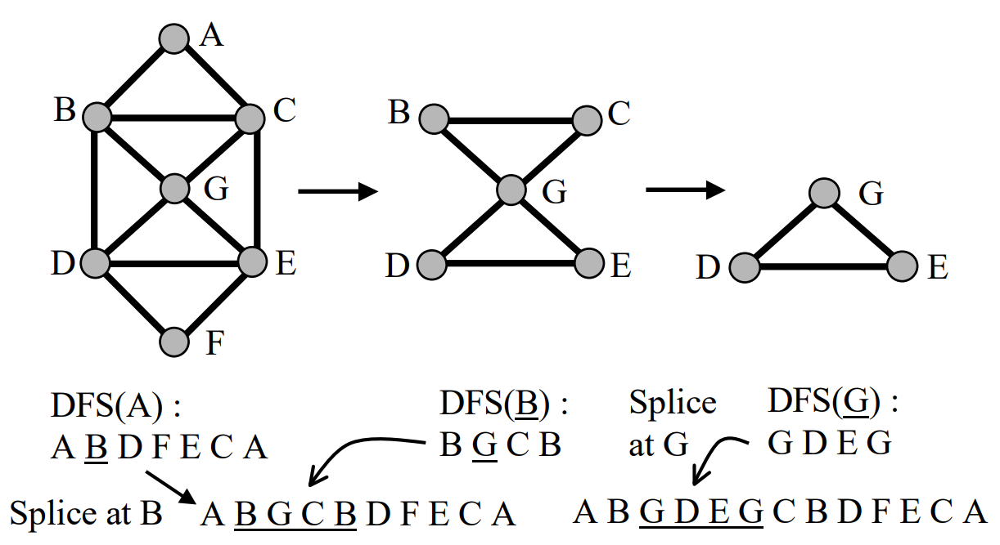 A
B C
G
D E
F
B C
G
D E
G
D E
DFS(A) :
A B D F E C A
Splice at B
A B G C B D F E C A
DFS(B) :
B G C B
Splice
at G
DFS(G) :
G D E G
A B G D E G C B D F E C A